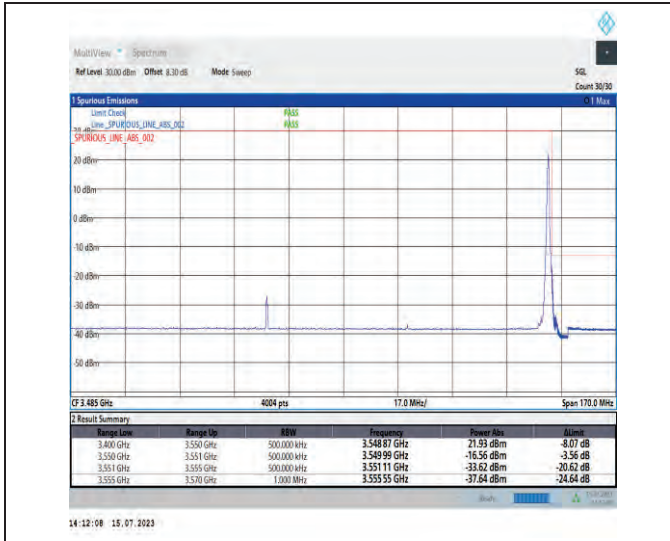 MultiView Spectrum
Ref Level 30.00 dBm Offset 8.30 dB Mode Sweep SGL
Count 30/30
1 Spurious Emissions 1 Max
Limit Check PASS
Line _SPURIOUS_LINE_ABS_002 PASS
30 dBm
_SPURIOUS_LINE_ABS_002
20 dBm
10 dBm
0 dBm
-10 dBm
-20 dBm
-30 dBm
-40 dBm
-50 dBm
CF 3.485 GHz 4004 pts 17.0 MHz/ Span 170.0 MHz
2 Result Summary
Range Low Range Up RBW Frequency Power Abs ΔLimit
3.400 GHz 3.550 GHz 500.000 kHz 3.548 87 GHz 21.93 dBm -8.07 dB
3.550 GHz 3.551 GHz 500.000 kHz 3.549 99 GHz -16.56 dBm -3.56 dB
3.551 GHz 3.555 GHz 500.000 kHz 3.551 11 GHz -33.62 dBm -20.62 dB
3.555 GHz 3.570 GHz 1.000 MHz 3.555 55 GHz -37.64 dBm -24.64 dB
14:12:08 15.07.2023